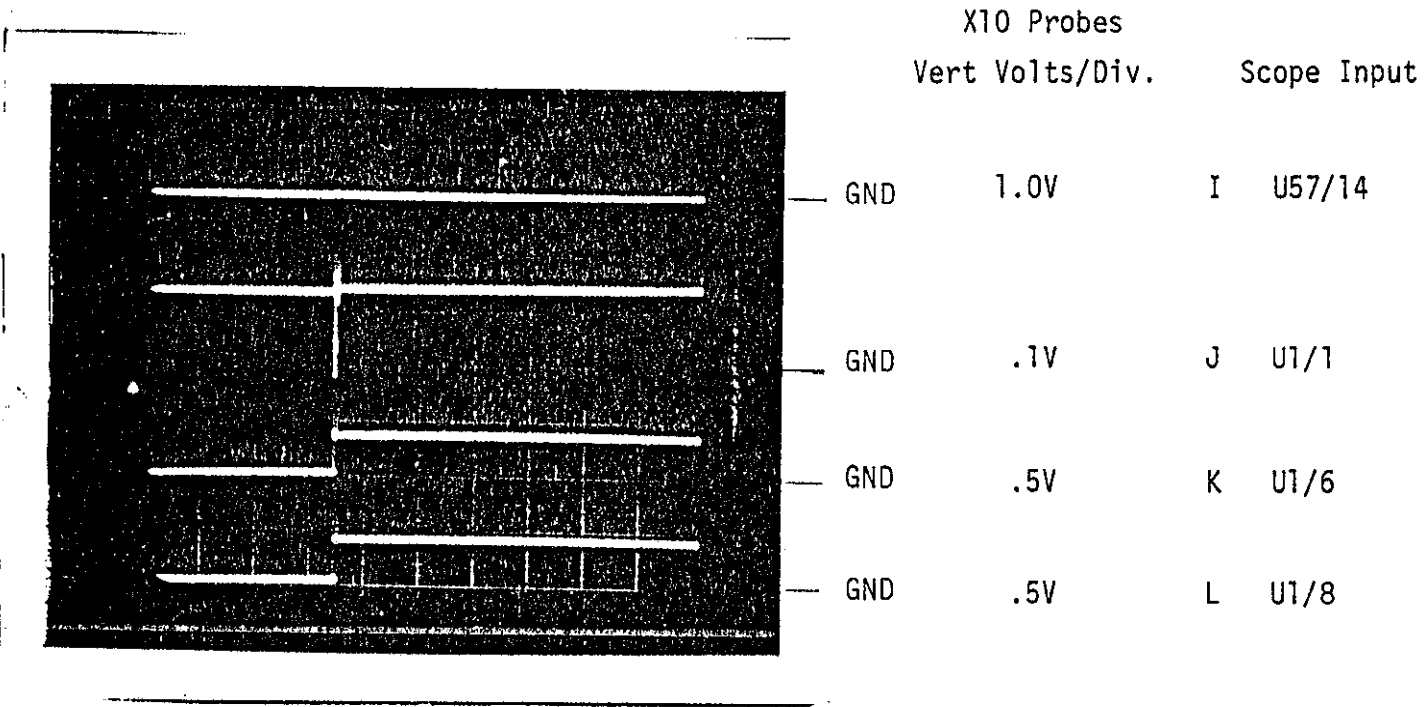 X10 Probes
Vert Volts/Div. Scope Input
GND 1.0V I U57/14
GND .1V J U1/1
GND .5V K U1/6
GND .5V L U1/8